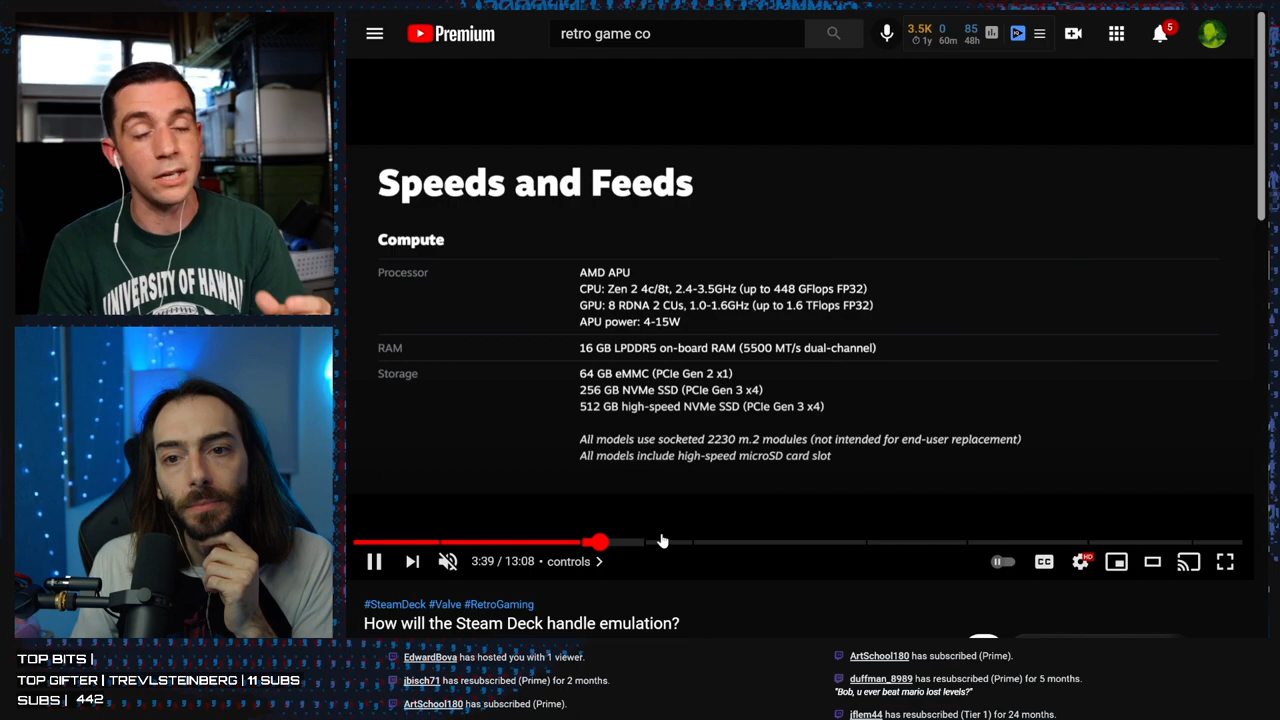 Premium
retro game co
3.5K 0 85
1y 60m 48h
5
Speeds and Feeds
Compute
Processor
AMD APU
CPU: Zen 2 4c/8t, 2.4-3.5GHz (up to 448 GFlops FP32)
GPU: 8 RDNA 2 CUs, 1.0-1.6GHz (up to 1.6 TFlops FP32)
APU power: 4-15W
RAM
16 GB LPDDR5 on-board RAM (5500 MT/s dual-channel)
Storage
64 GB eMMC (PCIe Gen 2 x1)
256 GB NVMe SSD (PCIe Gen 3 x4)
512 GB high-speed NVMe SSD (PCIe Gen 3 x4)
All models use socketed 2230 m.2 modules (not intended for end-user replacement)
All models include high-speed microSD card slot
UNIVERSITY OF HAWAI
3:39 / 13:08 • controls
CC
HD
#SteamDeck #Valve #RetroGaming
How will the Steam Deck handle emulation?
TOP BITS |
TOP GIFTER | TREVLSTEINBERG | 11 SUBS
SUBS | 442
EdwardBova has hosted you with 1 viewer.
ibisch71 has resubscribed (Prime) for 2 months.
ArtSchool180 has subscribed (Prime).
ArtSchool180 has subscribed (Prime).
duffman_8989 has resubscribed (Prime) for 5 months.
"Bob, u ever beat mario lost levels?"
jflem44 has resubscribed (Tier 1) for 24 months.